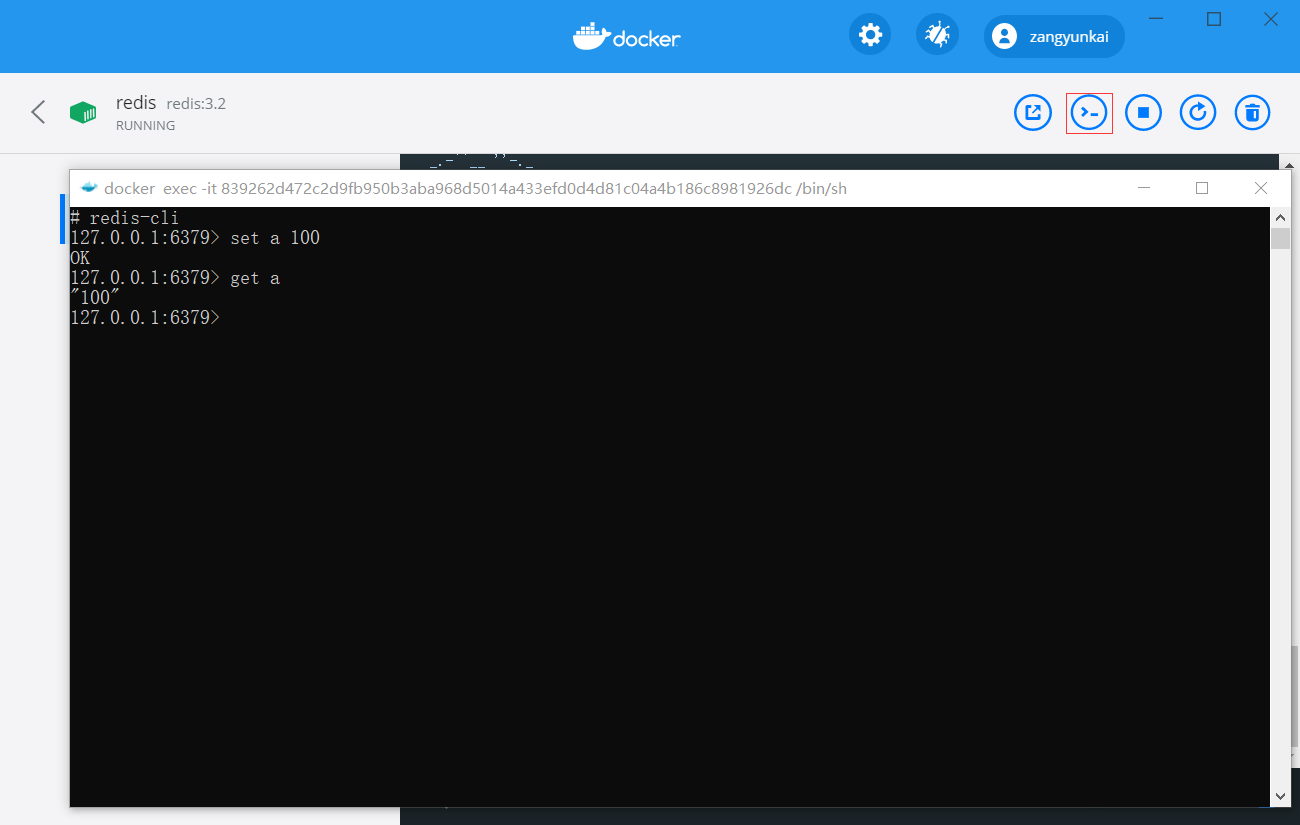 docker
zangyunkai
redis redis:3.2
RUNNING
docker exec -it 839262d472c2d9fb950b3aba968d5014a433efd0d4d81c04a4b186c8981926dc /bin/sh
# redis-cli
127.0.0.1:6379> set a 100
OK
127.0.0.1:6379> get a
"100"
127.0.0.1:6379>